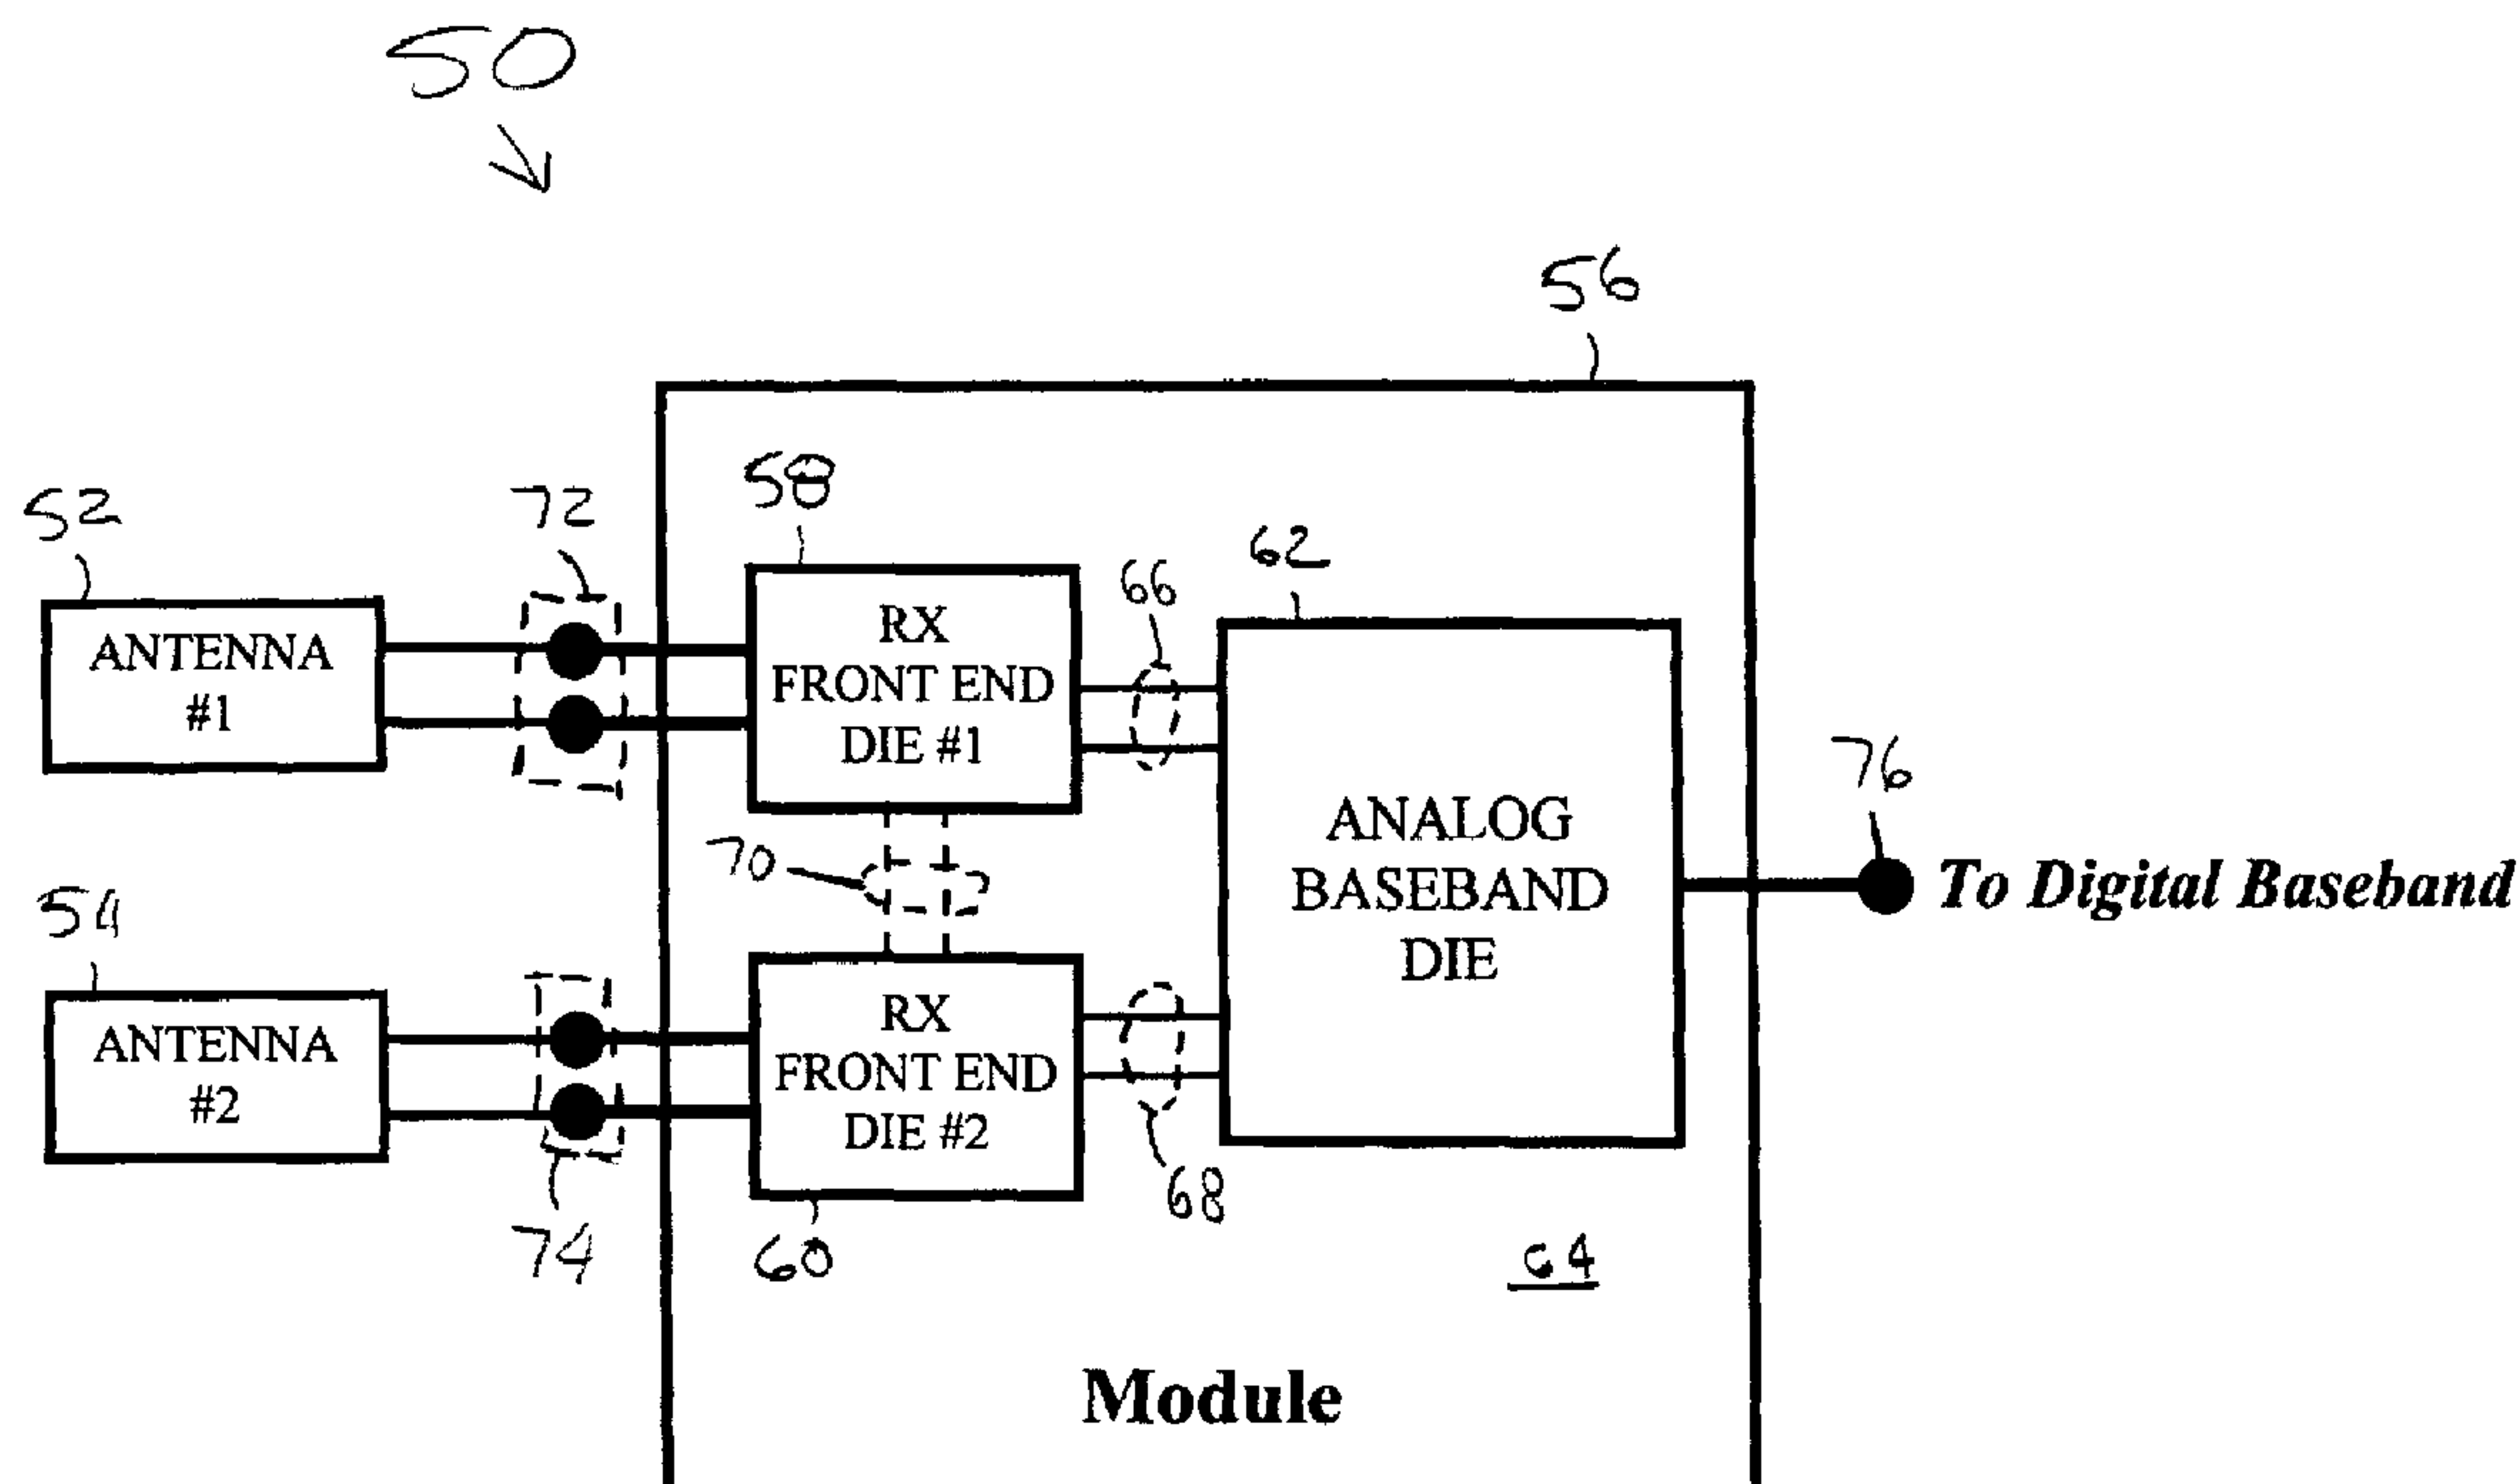 50
56
52
72
58
66
62
ANTENNA
#1
RX
FRONT END
DIE #1
76
70
ANALOG
BASEBAND
DIE
To Digital Baseband
54
ANTENNA
#2
RX
FRONT END
DIE #2
74
60
68
64
Module